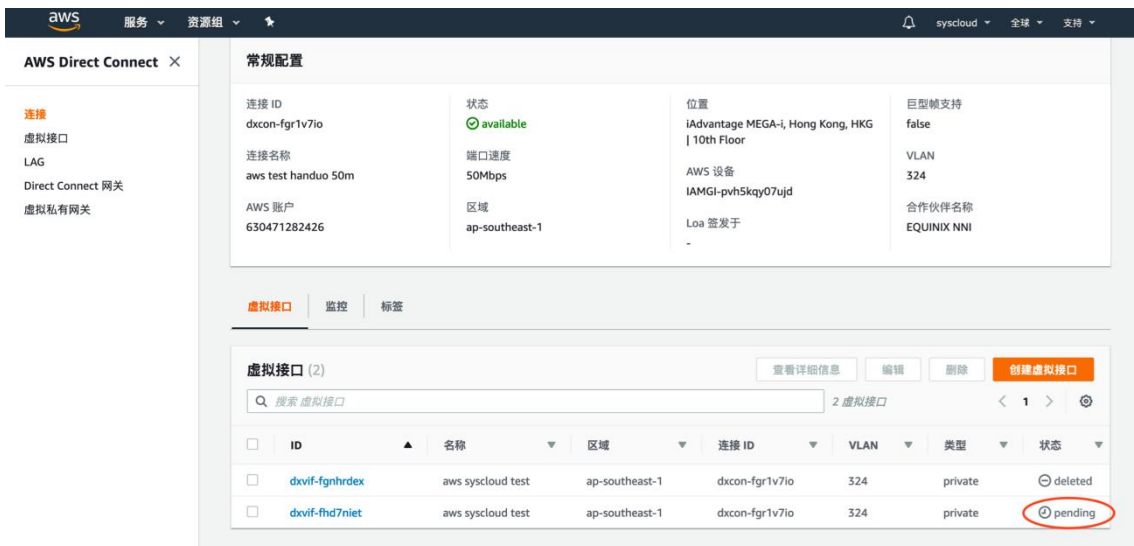 aws 服务 资源组 syscloud 全球 支持
AWS Direct Connect ×
连接
虚拟接口
LAG
Direct Connect 网关
虚拟私有网关
常规配置
连接 ID
dxcon-fgr1v7io
连接名称
aws test handuo 50m
AWS 账户
630471282426
状态
available
端口速度
50Mbps
区域
ap-southeast-1
位置
iAdvantage MEGA-i, Hong Kong, HKG
| 10th Floor
AWS 设备
IAMGI-pvh5kqy07ujd
Loa 签发于
-
巨型帧支持
false
VLAN
324
合作伙伴名称
EQUINIX NNI
虚拟接口 监控 标签
虚拟接口 (2) 查看详细信息 编辑 删除 创建虚拟接口
搜索 虚拟接口 2 虚拟接口 < 1 >
ID 名称 区域 连接 ID VLAN 类型 状态
dxvif-fgnhrdex aws syscloud test ap-southeast-1 dxcon-fgr1v7io 324 private deleted
dxvif-fhd7niet aws syscloud test ap-southeast-1 dxcon-fgr1v7io 324 private pending